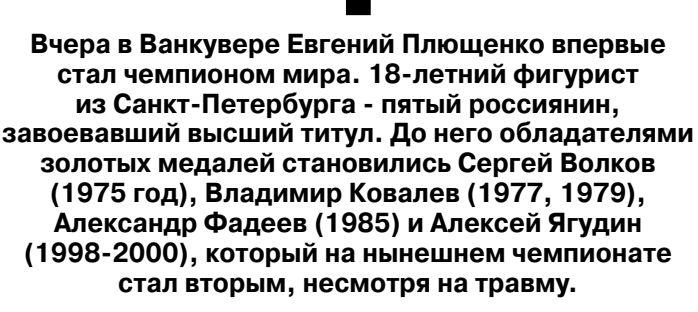 Вчера в Ванкувере Евгений Плющенко впервые
стал чемпионом мира. 18-летний фигурист
из Санкт-Петербурга - пятый россиянин,
завоевавший высший титул. До него обладателями
золотых медалей становились Сергей Волков
(1975 год), Владимир Ковалев (1977, 1979),
Александр Фадеев (1985) и Алексей Ягудин
(1998-2000), который на нынешнем чемпионате
стал вторым, несмотря на травму.